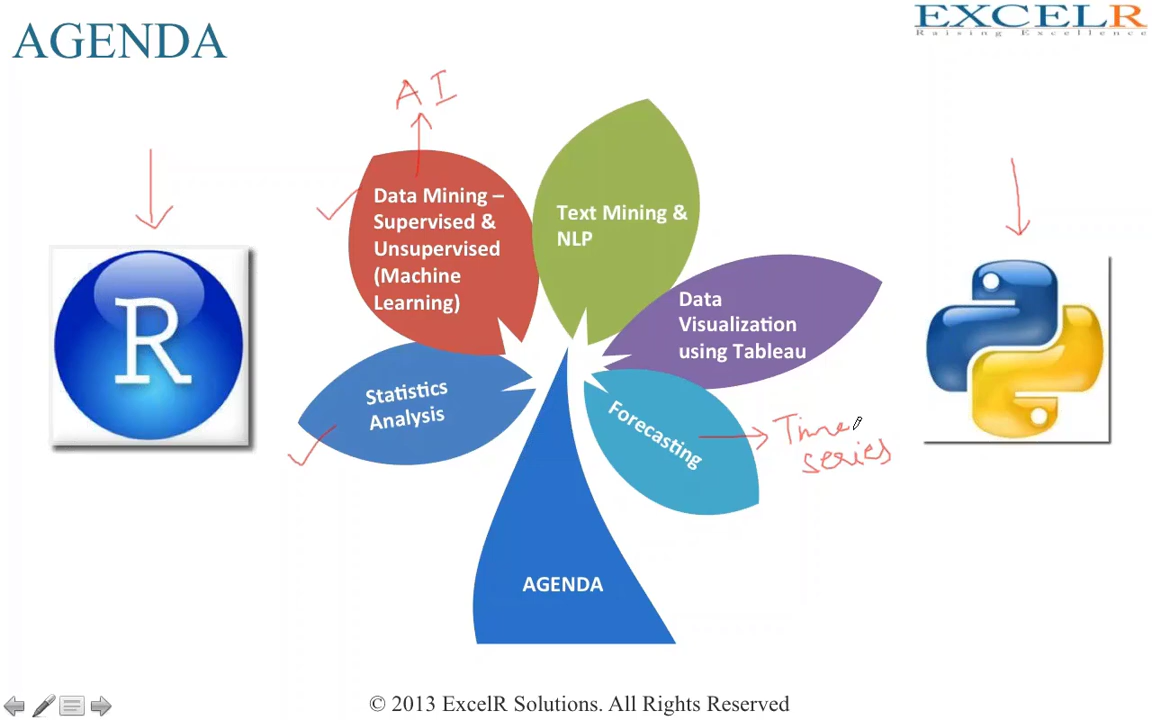 AGENDA
EXCELR
Raising Excellence
AI
Data Mining –
Supervised &
Unsupervised
(Machine
Learning)
Text Mining &
NLP
Data
Visualization
using Tableau
Statistics
Analysis
Forecasting
Time
series
R
AGENDA
© 2013 ExcelR Solutions. All Rights Reserved